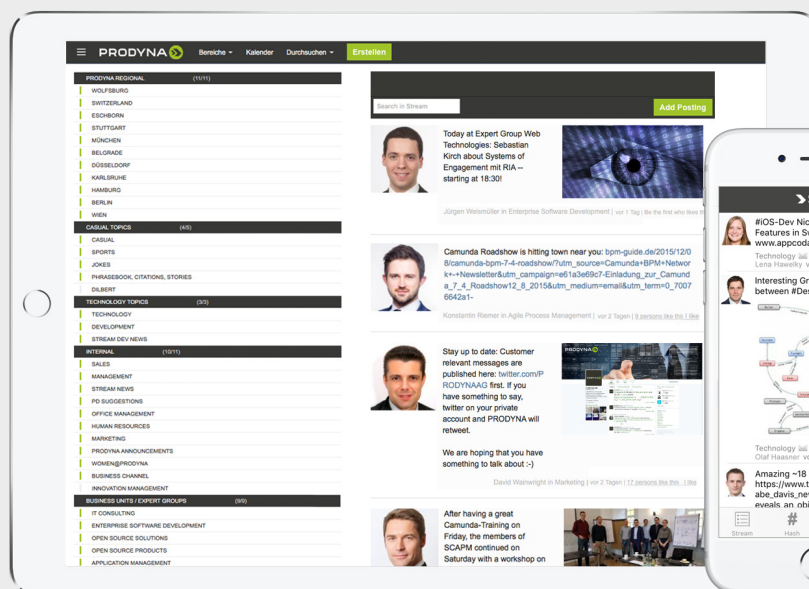 PRODYNA Bereiche Kalender Durchsuchen Erstellen
PRODYNA REGIONAL (11/11)
WOLFSBURG
SWITZERLAND
ESCHBORN
STUTTGART
MÜNCHEN
BELGRADE
DÜSSELDORF
KARLSRUHE
HAMBURG
BERLIN
WIEN
CASUAL TOPICS (4/5)
CASUAL
SPORTS
JOKES
PHRASEBOOK, CITATIONS, STORIES
DILBERT
TECHNOLOGY TOPICS (3/3)
TECHNOLOGY
DEVELOPMENT
STREAM DEV NEWS
INTERNAL (10/11)
SALES
MANAGEMENT
STREAM NEWS
PD SUGGESTIONS
OFFICE MANAGEMENT
HUMAN RESOURCES
MARKETING
PRODYNA ANNOUNCEMENTS
WOMEN@PRODYNA
BUSINESS CHANNEL
INNOVATION MANAGEMENT
BUSINESS UNITS / EXPERT GROUPS (9/9)
IT CONSULTING
ENTERPRISE SOFTWARE DEVELOPMENT
OPEN SOURCE SOLUTIONS
OPEN SOURCE PRODUCTS
APPLICATION MANAGEMENT
Search in Stream Add Posting
Today at Expert Group Web
Technologies: Sebastian
Kirch about Systems of
Engagement mit RIA –
starting at 18:30!
Jürgen Weismüller in Enterprise Software Development | vor 1 Tag | Be the first who likes
Camunda Roadshow is hitting town near you: bpm-guide.de/2015/12/0
8/camunda-bpm-7-4-roadshow/?utm_source=Camunda+BPM+Networ
k+-+Newsletter&utm_campaign=e61a3e69c7-Einladung_zur_Camund
a_7_4_Roadshow12_8_2015&utm_medium=email&utm_term=0_7007
6642a1-
Konstantin Riemer in Agile Process Management | vor 2 Tagen | 9 persons like this I like
Stay up to date: Customer
relevant messages are
published here: twitter.com/P
RODYNAAG first. If you
have something to say,
twitter on your private
account and PRODYNA will
retweet.
We are hoping that you have
something to talk about :-)
PRODYNA
David Wainwright in Marketing | vor 2 Tagen | 17 persons like this I like
After having a great
Camunda-Training on
Friday, the members of
SCAPM continued on
Saturday with a workshop on
#iOS-Dev Nic
Features in Sw
www.appcoda
Technology
Lena Hawelky v
Interesting Gr
between #Des
Technology
Olaf Haasner v
Amazing ~18
https://www.t
abe_davis_nev
eveals an obj
Stream # Hash